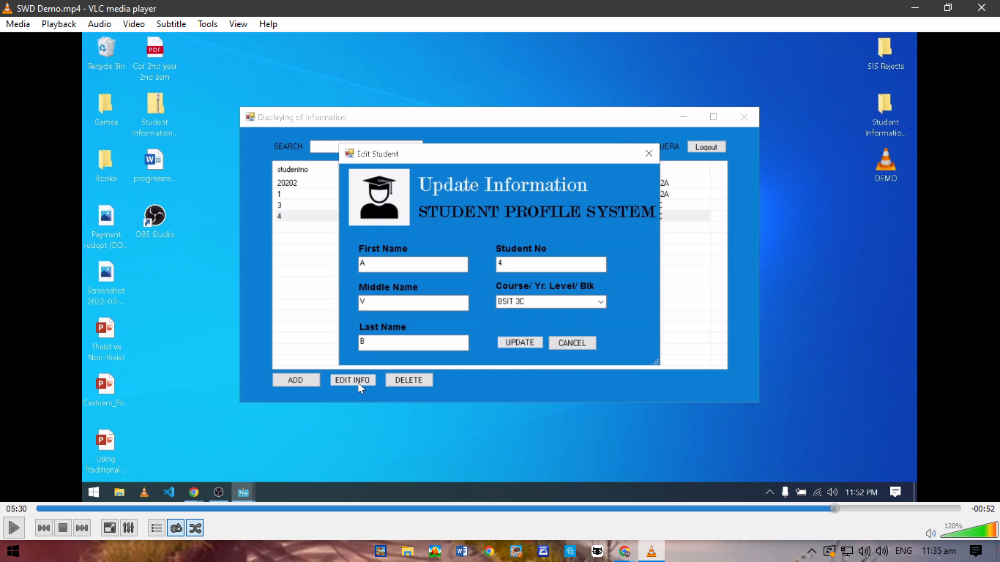 SWD Demo.mp4 - VLC media player
Media Playback Audio Video Subtitle Tools View Help
Recycle Bin
PDF
Cor 2nd year
2nd sem
Games
Student
Information...
Books
W
progressre...
Payment
redept (DO...
OBS Studio
Screenshot
2022-03-...
P
Theist vs
Non-theist
P
Castuera_Po...
P
Using
Traditional ...
SIS Rejects
Student
Informatio...
DEMO
Displaying of Information
SEARCH
UERA
Logout
studentno
20202
2A
1
2A
3
4
Edit Student
Update Information
STUDENT PROFILE SYSTEM
First Name
Student No
A
4
Middle Name
Course/ Yr. Level/ Blk
V
BSIT 3C
Last Name
B
UPDATE CANCEL
ADD EDIT INFO DELETE
11:52 PM
05:30
-00:52
120%
W
ENG 11:35 am